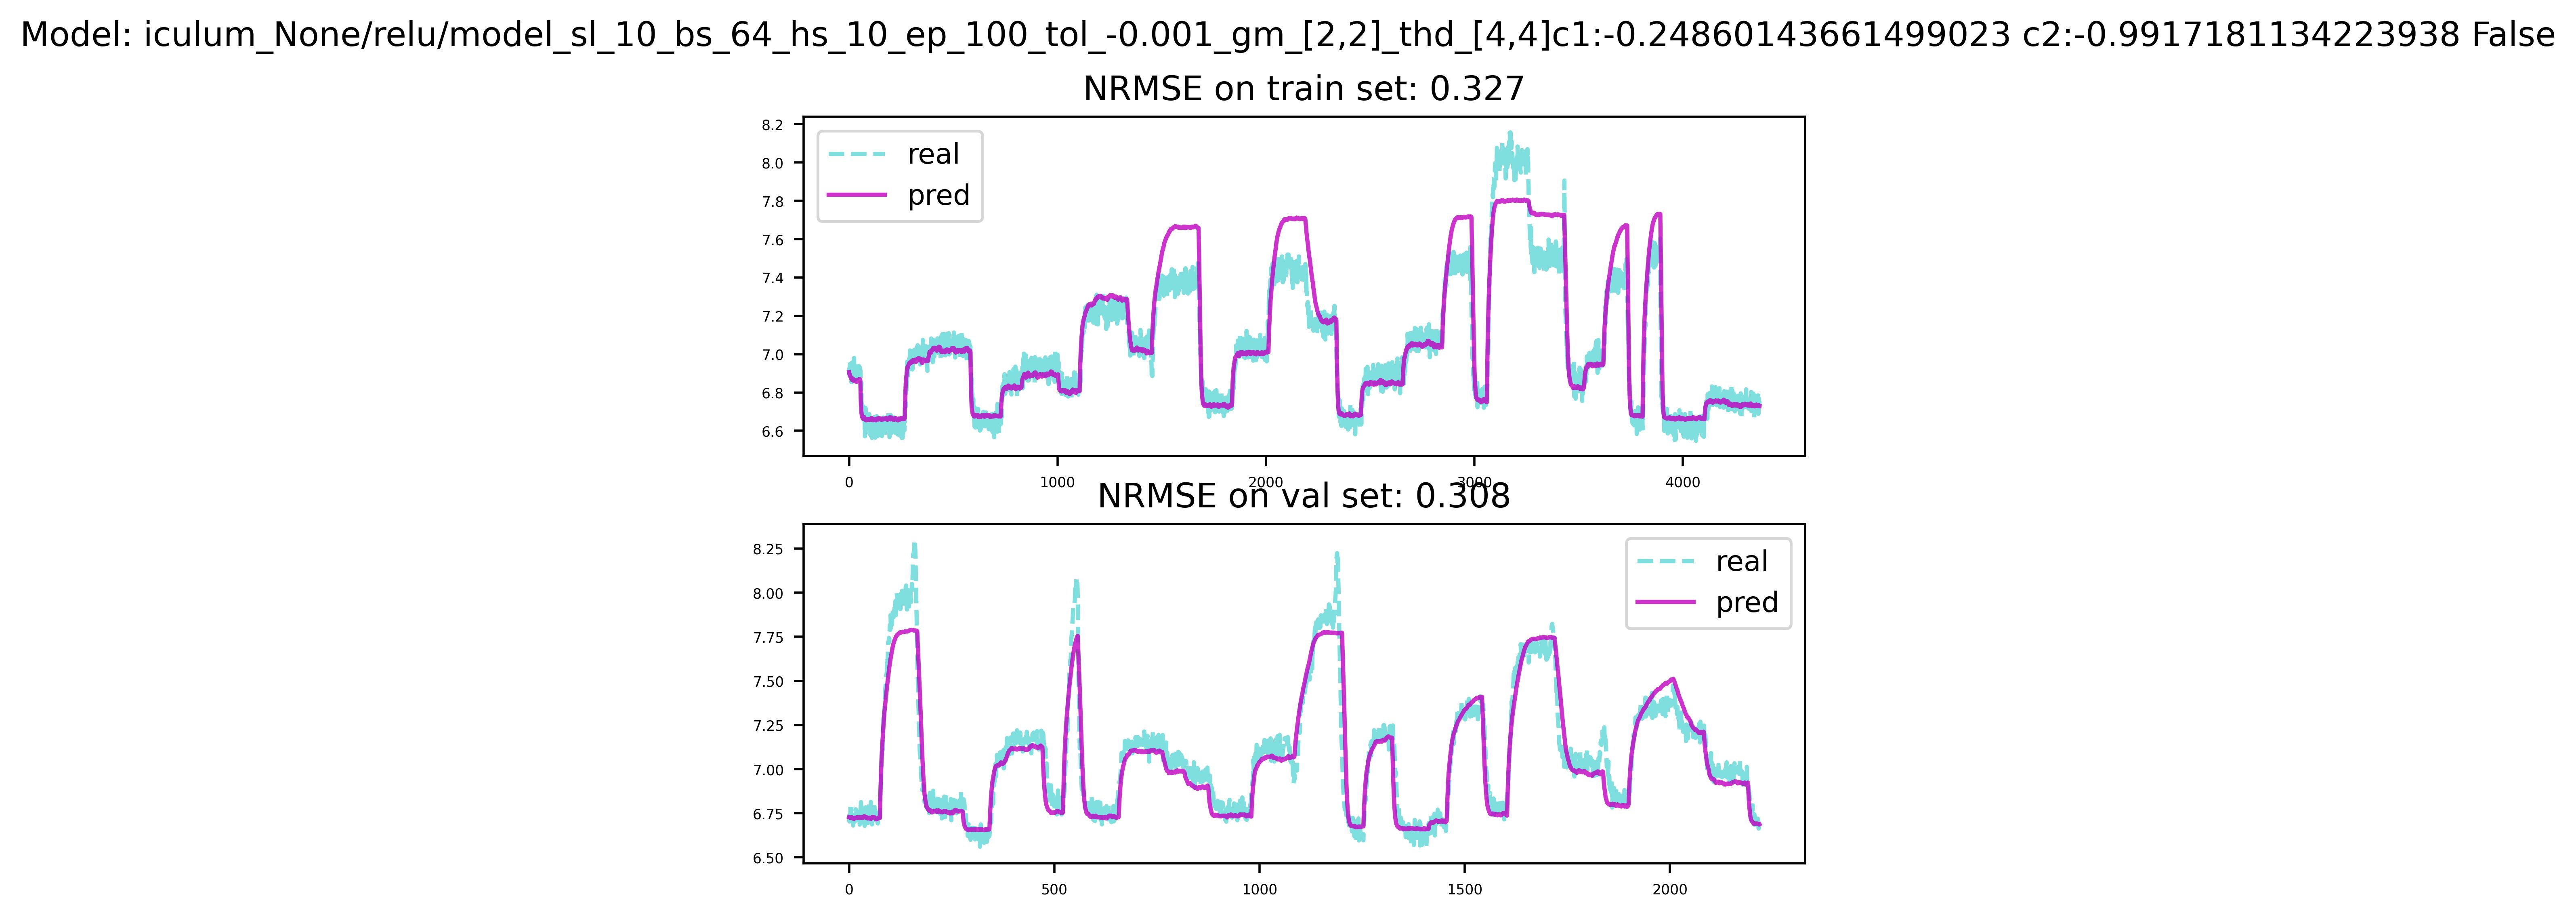 Model: iculum_None/relu/model_sl_10_bs_64_hs_10_ep_100_tol_-0.001_gm_[2,2]_thd_[4,4]c1:-0.24860143661499023 c2:-0.9917181134223938 False
NRMSE on train set: 0.327
8.2
8.0
7.8
7.6
7.4
7.2
7.0
6.8
6.6
real
pred
0 1000 2000 3000 4000
NRMSE on val set: 0.308
8.25
8.00
7.75
7.50
7.25
7.00
6.75
6.50
real
pred
0 500 1000 1500 2000